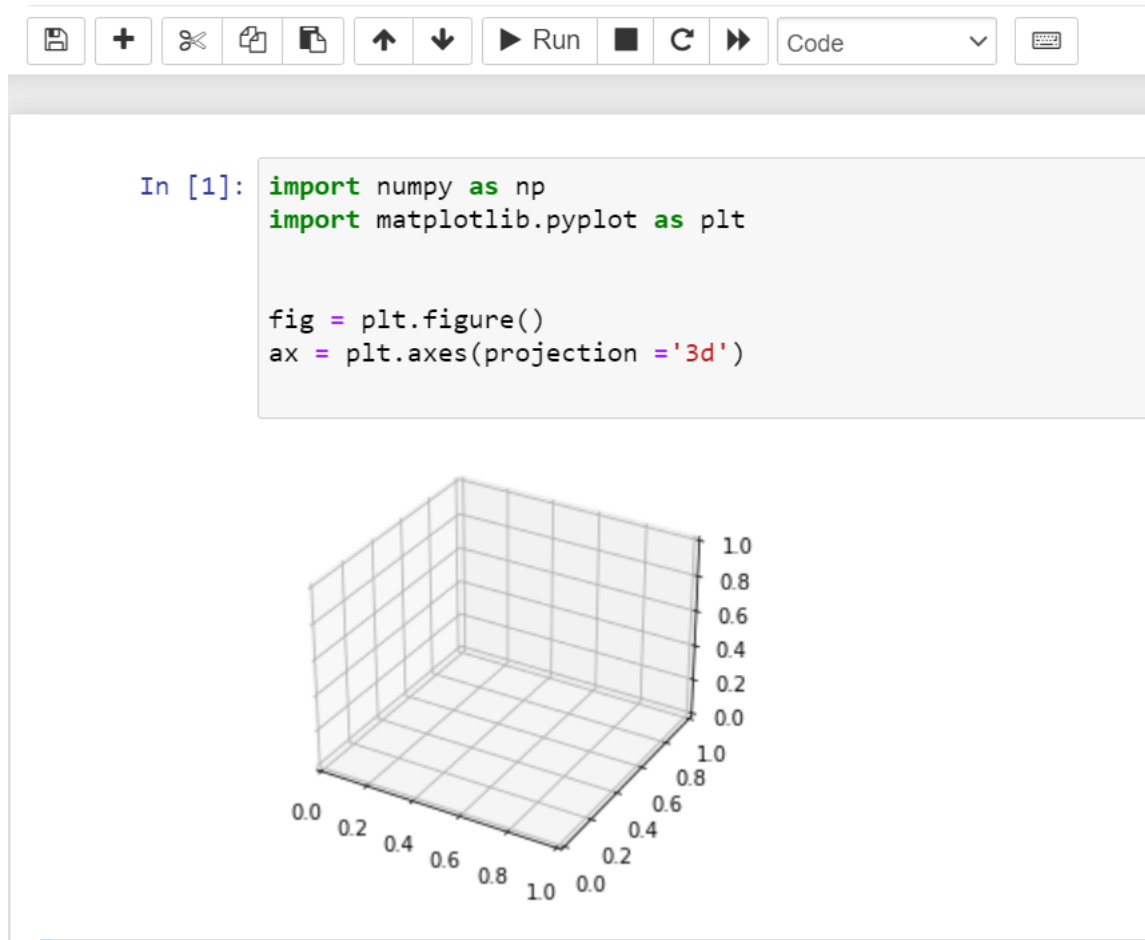 Run
Code
In [1]:
import numpy as np
import matplotlib.pyplot as plt
fig = plt.figure()
ax = plt.axes(projection ='3d')
1.0
0.8
0.6
0.4
0.2
0.0
1.0
0.8
0.6
0.4
0.2
0.0
0.0
0.2
0.4
0.6
0.8
1.0